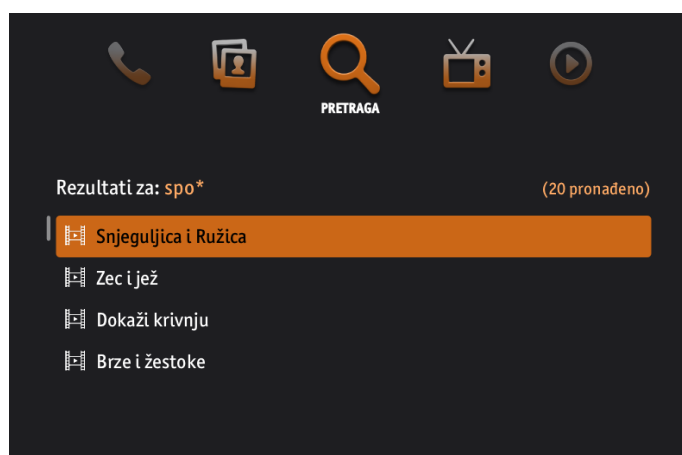 PRETRAGA
Rezultati za: spo* (20 pronađeno)
Snjeguljica i Ružica
Zec i jež
Dokaži krivnju
Brze i žestoke